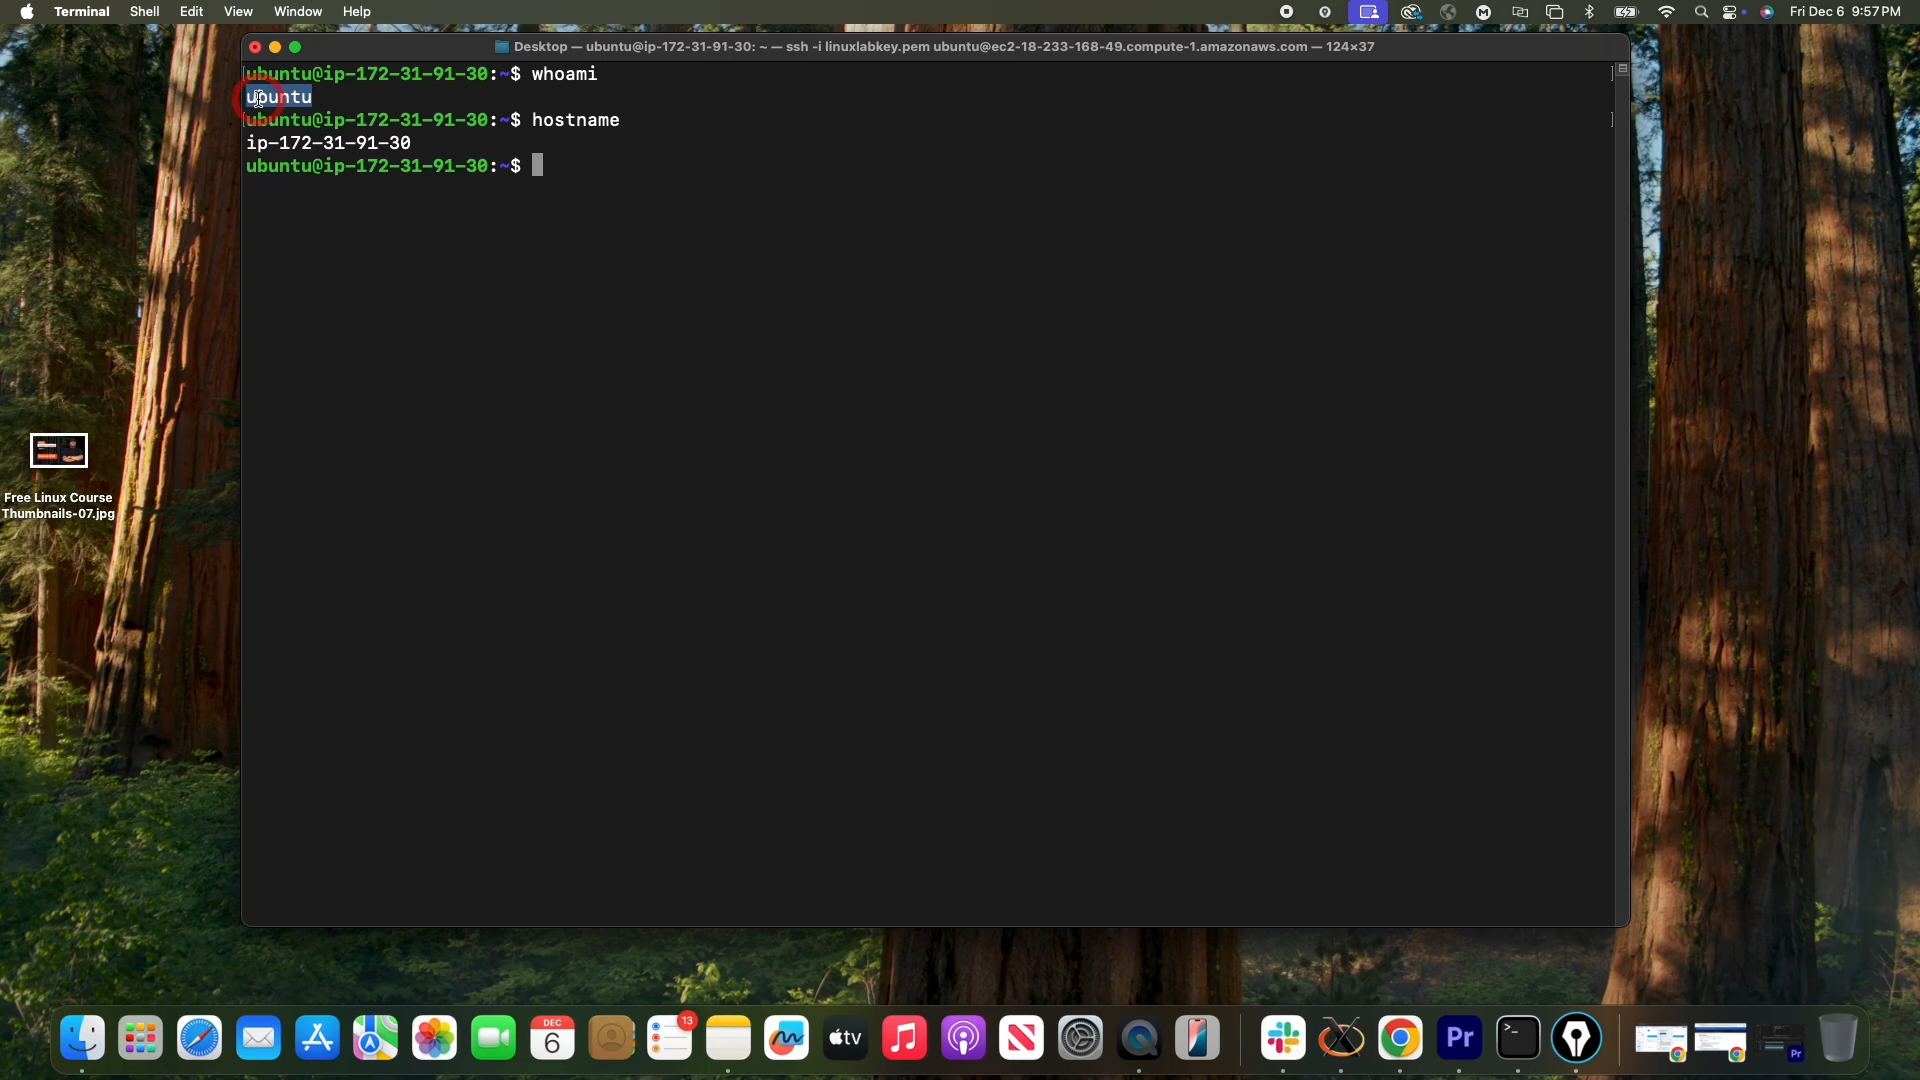 Terminal Shell Edit View Window Help
Fri Dec 6 9:57 PM
Desktop — ubuntu@ip-172-31-91-30: ~ — ssh -i linuxlabkey.pem ubuntu@ec2-18-233-168-49.compute-1.amazonaws.com — 124×37
ubuntu@ip-172-31-91-30:~$ whoami
ubuntu
ubuntu@ip-172-31-91-30:~$ hostname
ip-172-31-91-30
ubuntu@ip-172-31-91-30:~$
Free Linux Course
Thumbnails-07.jpg
DEC
6
13
tv
Pr
>_
Pr